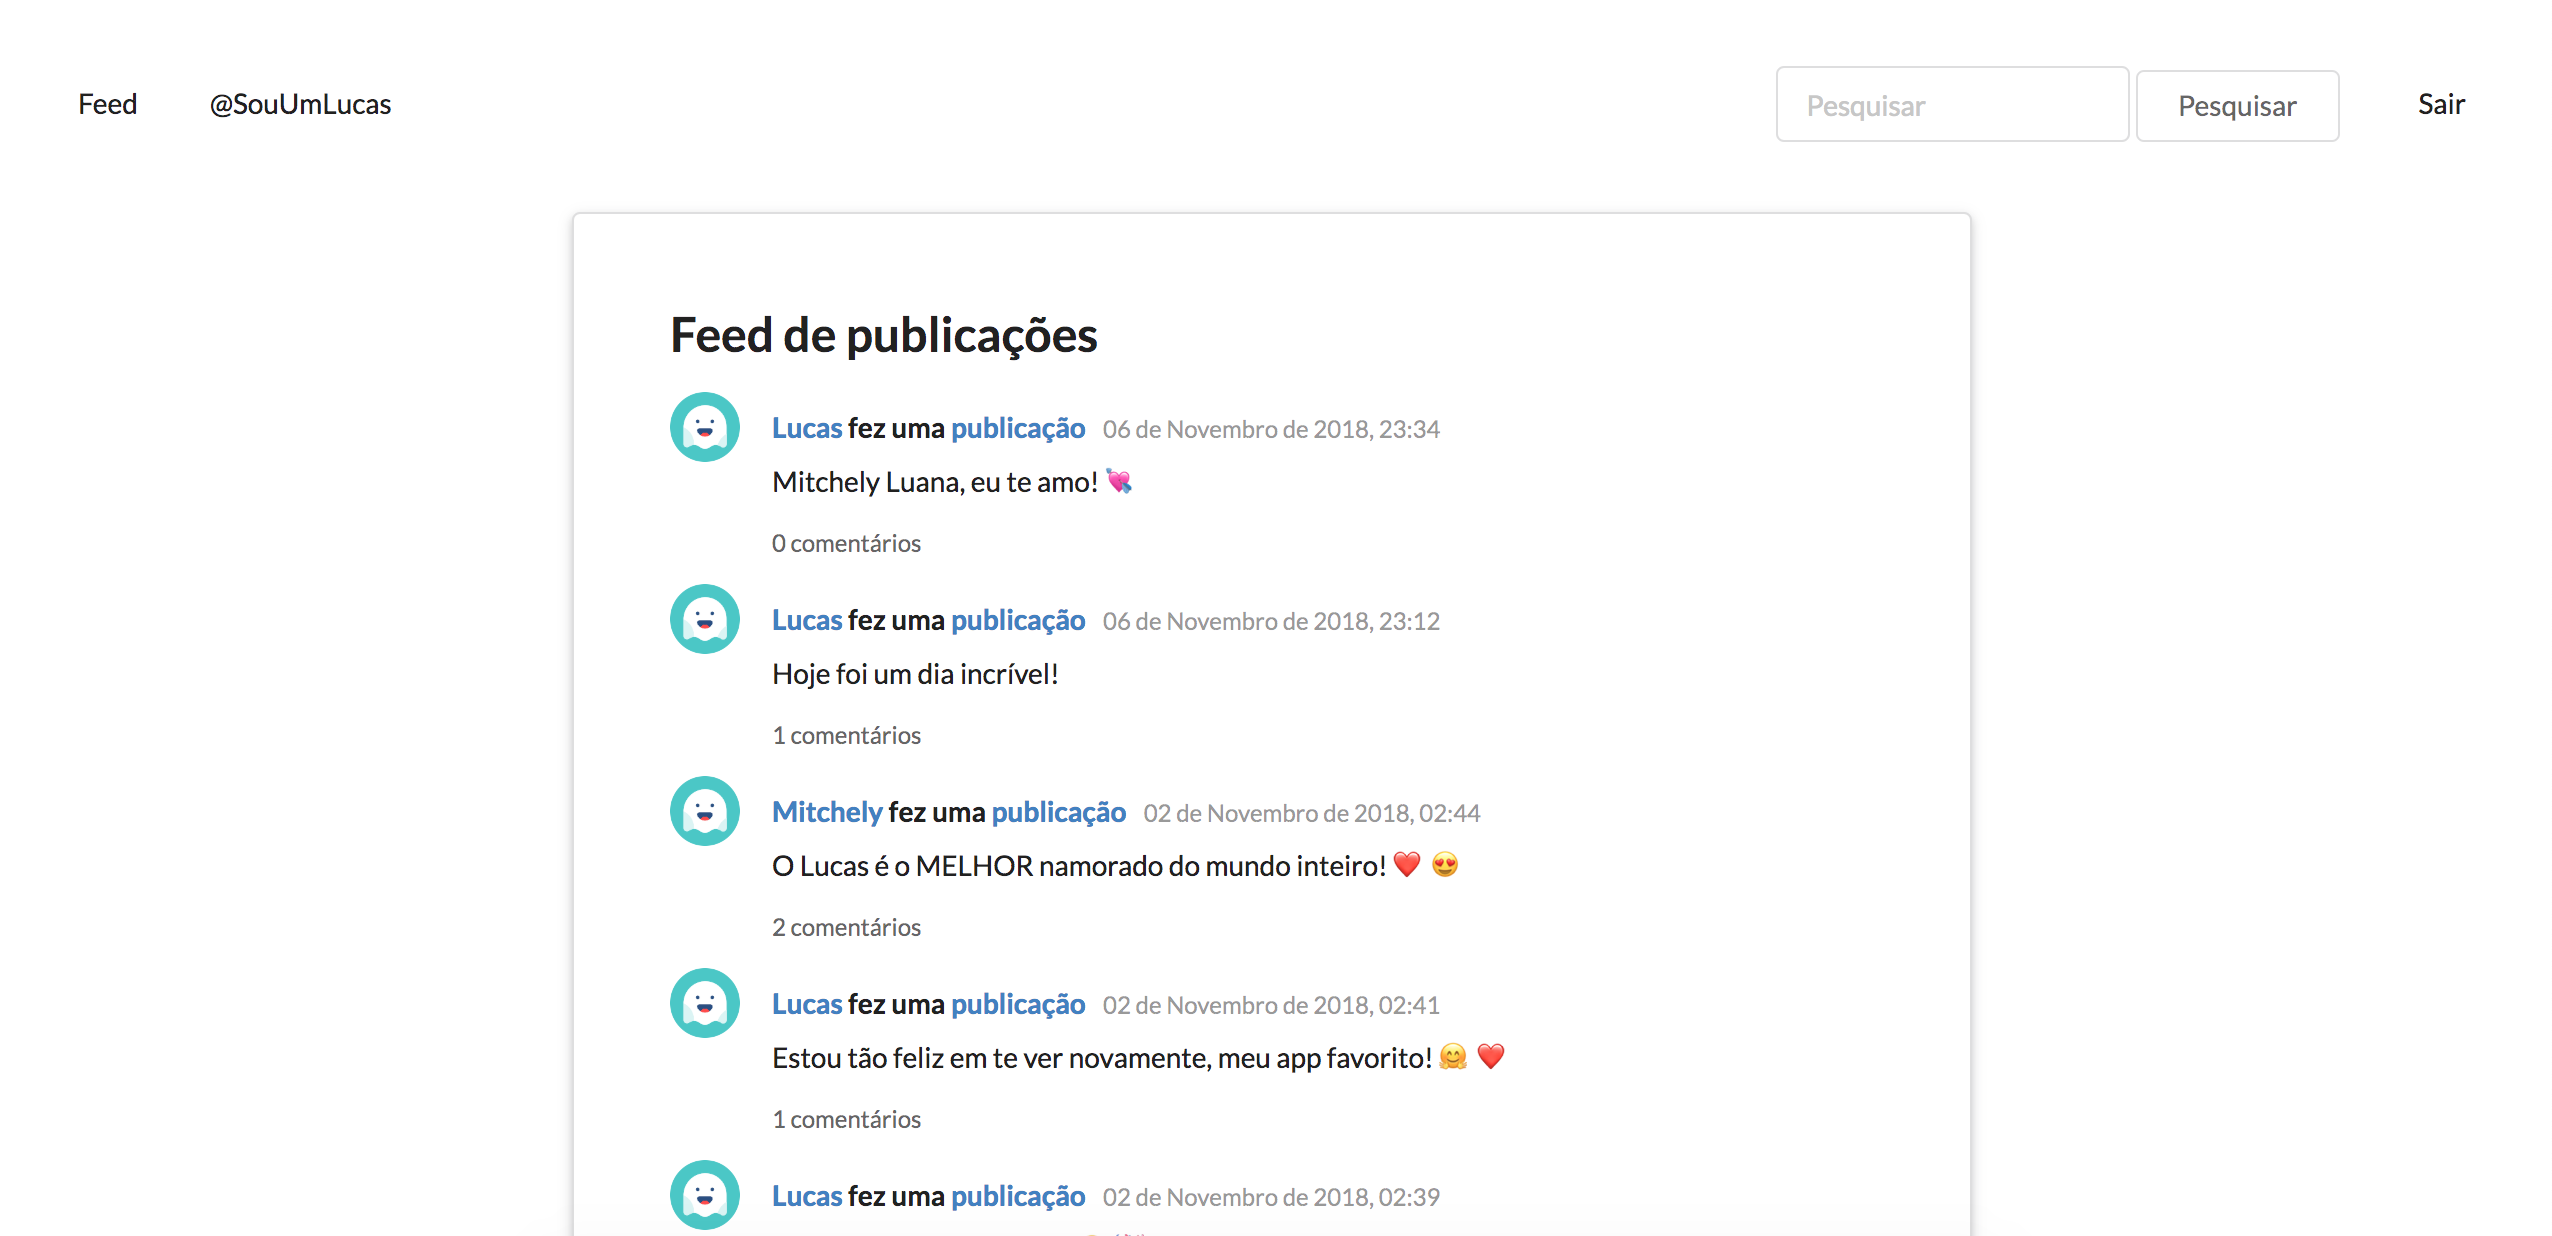 Feed @SouUmLucas Pesquisar Pesquisar Sair
Feed de publicações
Lucas fez uma publicação 06 de Novembro de 2018, 23:34
Mitchely Luana, eu te amo! 💘
0 comentários
Lucas fez uma publicação 06 de Novembro de 2018, 23:12
Hoje foi um dia incrível!
1 comentários
Mitchely fez uma publicação 02 de Novembro de 2018, 02:44
O Lucas é o MELHOR namorado do mundo inteiro! ❤️ 😍
2 comentários
Lucas fez uma publicação 02 de Novembro de 2018, 02:41
Estou tão feliz em te ver novamente, meu app favorito! 🤗 ❤️
1 comentários
Lucas fez uma publicação 02 de Novembro de 2018, 02:39